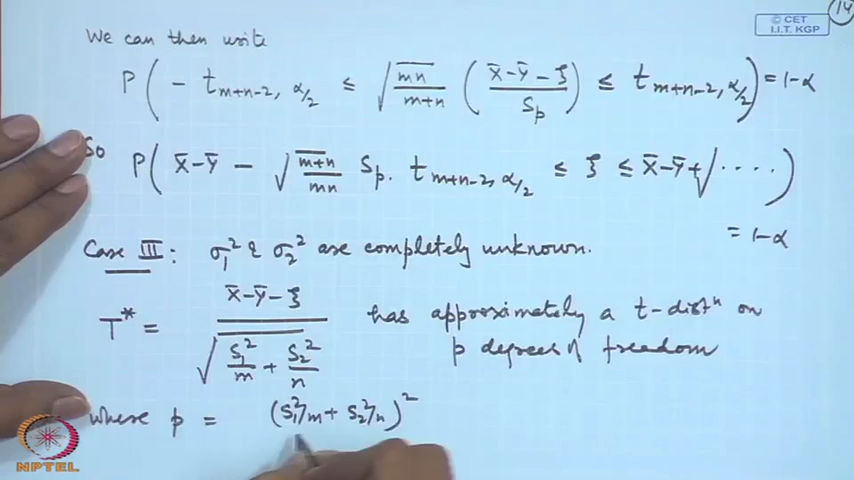 14
© CET
I.I.T. KGP
We can then write
P( - t_{m+n-2, α/2} ≤ √(mn/(m+n)) ( (X̄-Ȳ-ξ)/S_p ) ≤ t_{m+n-2, α/2} ) = 1-α
So P( X̄-Ȳ - √((m+n)/mn) S_p. t_{m+n-2, α/2} ≤ ξ ≤ X̄-Ȳ+√.... )
= 1-α
Case III : σ₁² & σ₂² are completely unknown.
T* = (X̄-Ȳ-ξ)/√(S₁²/m + S₂²/n) has approximately a t-distⁿ on
p degrees of freedom
where p = (S₁²/m + S₂²/n)²
NPTEL